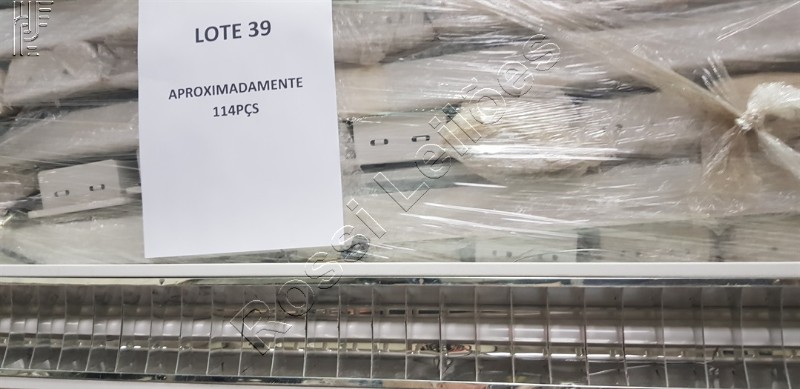 LOTE 39
APROXIMADAMENTE
114PÇS
Rossi Leilões